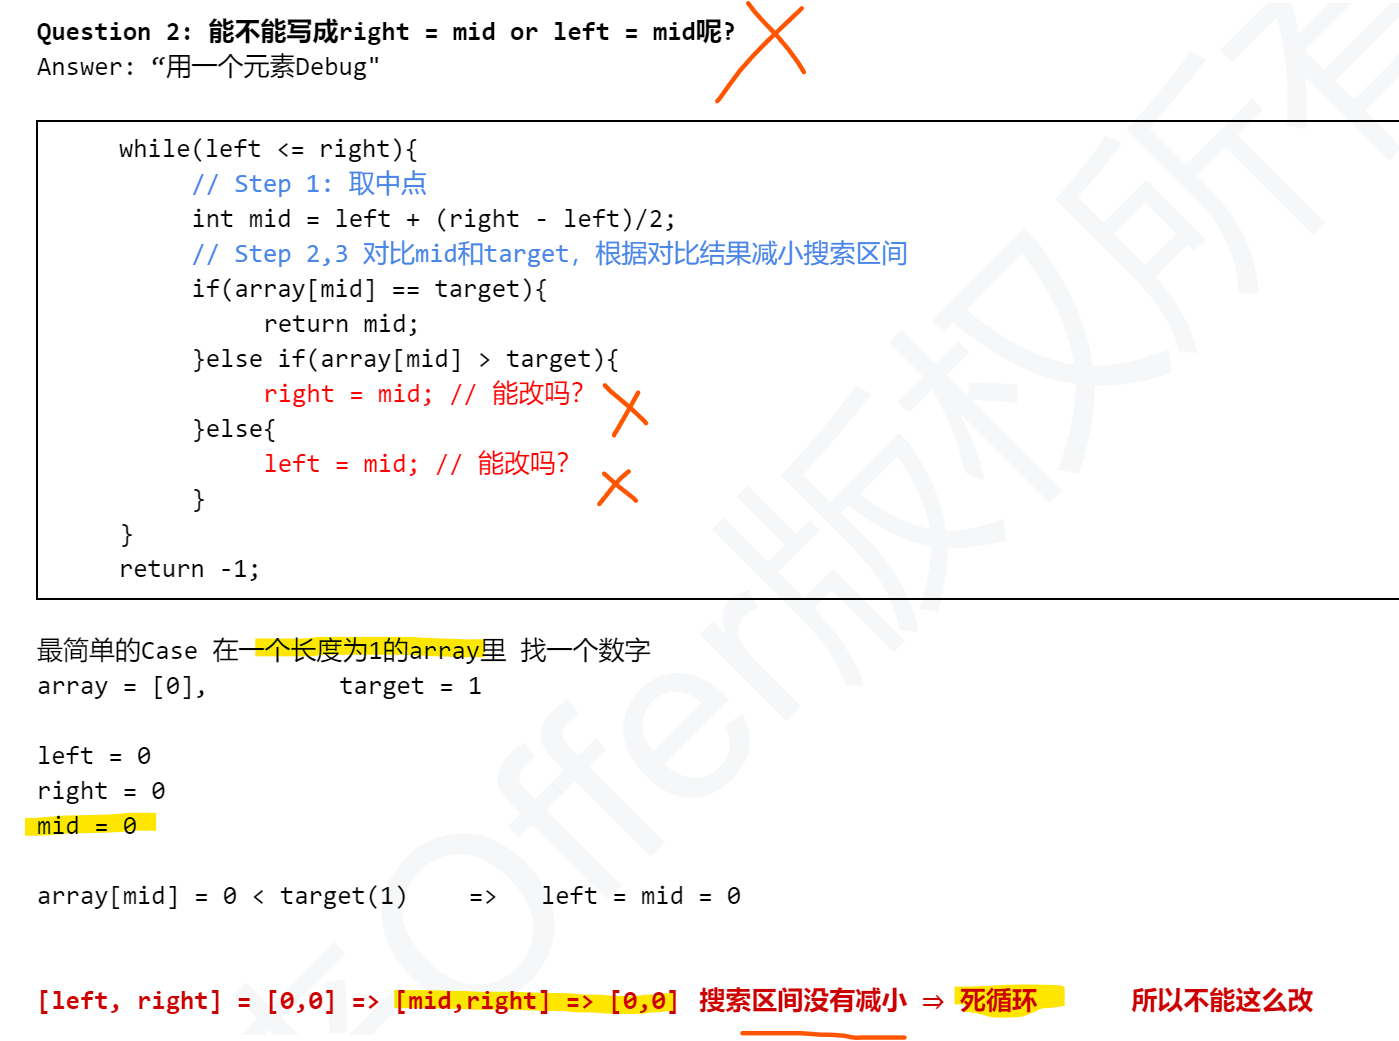 Question 2: 能不能写成right = mid or left = mid呢?
Answer: “用一个元素Debug"
while(left <= right){
// Step 1: 取中点
int mid = left + (right - left)/2;
// Step 2,3 对比mid和target, 根据对比结果减小搜索区间
if(array[mid] == target){
return mid;
}else if(array[mid] > target){
right = mid; // 能改吗?
}else{
left = mid; // 能改吗?
}
}
return -1;
最简单的Case 在一个长度为1的array里 找一个数字
array = [0], target = 1
left = 0
right = 0
mid = 0
array[mid] = 0 < target(1) => left = mid = 0
[left, right] = [0,0] => [mid,right] => [0,0] 搜索区间没有减小 ⇒ 死循环 所以不能这么改
Offer版权所有